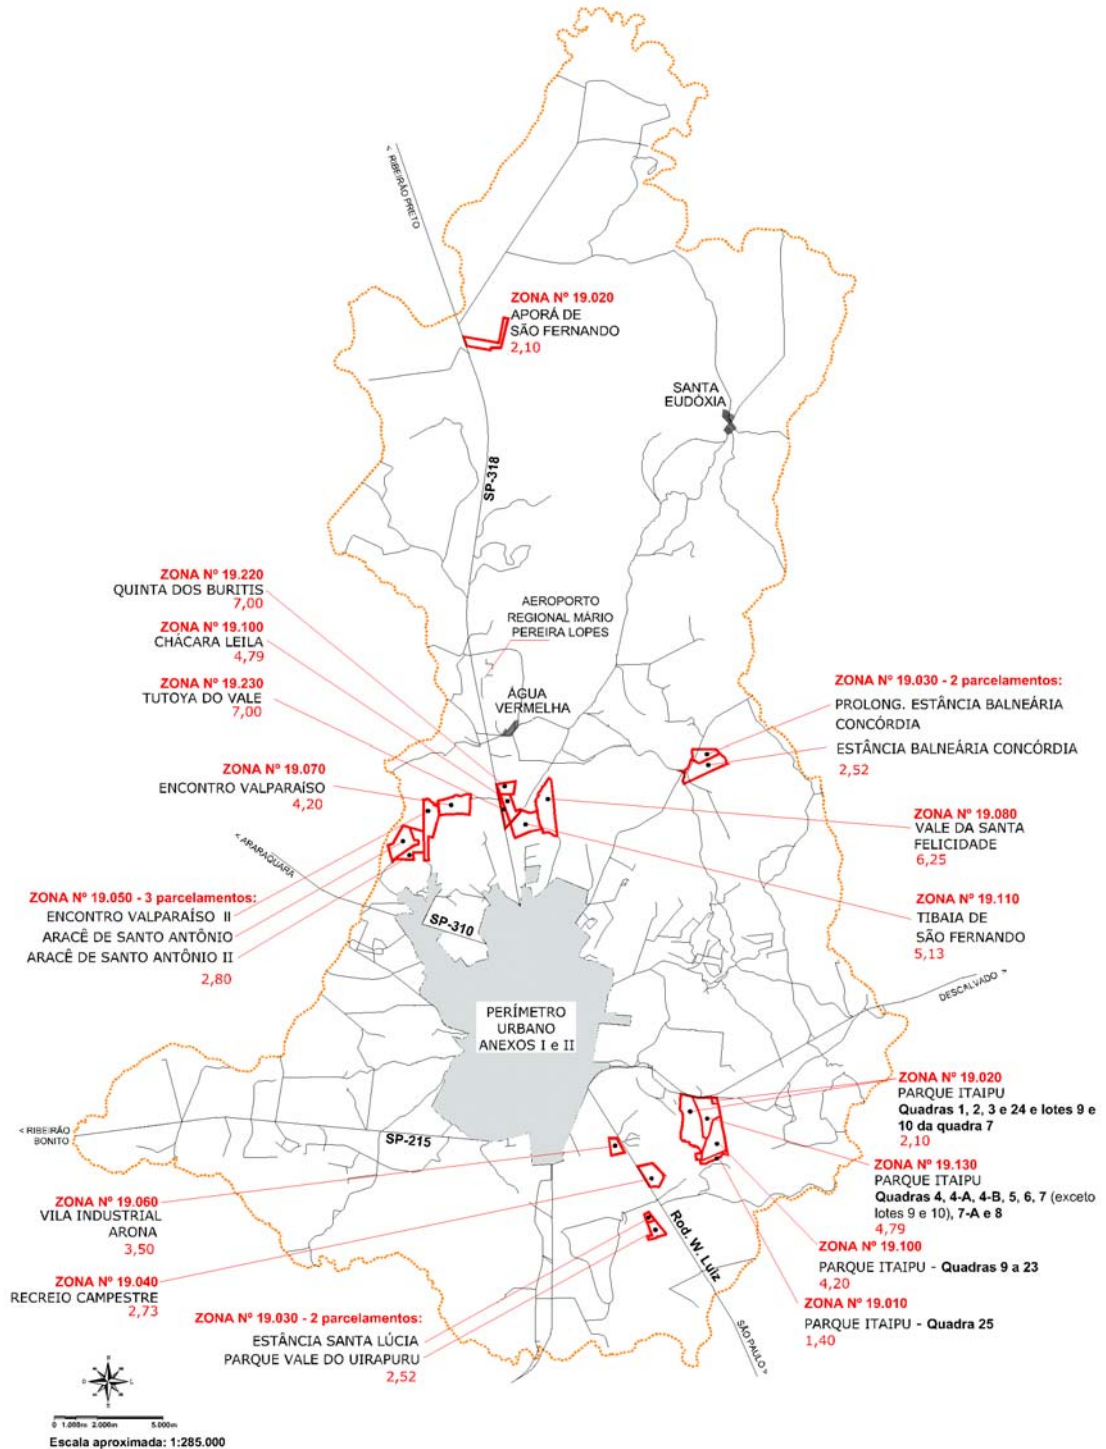 < RIBEIRÃO PRETO
ZONA Nº 19.020
APORÁ DE
SÃO FERNANDO
2,10
SANTA
EUDÓXIA
SP-318
ZONA Nº 19.220
QUINTA DOS BURITIS
7,00
ZONA Nº 19.100
CHÁCARA LEILA
4,79
ZONA Nº 19.230
TUTOYA DO VALE
7,00
AEROPORTO
REGIONAL MÁRIO
PEREIRA LOPES
ÁGUA
VERMELHA
ZONA Nº 19.030 - 2 parcelamentos:
PROLONG. ESTÂNCIA BALNEÁRIA
CONCÓRDIA
ESTÂNCIA BALNEÁRIA CONCÓRDIA
2,52
ZONA Nº 19.070
ENCONTRO VALPARAÍSO
4,20
< ARARAQUARA
ZONA Nº 19.080
VALE DA SANTA
FELICIDADE
6,25
ZONA Nº 19.050 - 3 parcelamentos:
ENCONTRO VALPARAÍSO II
ARACÊ DE SANTO ANTÔNIO
ARACÊ DE SANTO ANTÔNIO II
2,80
SP-310
ZONA Nº 19.110
TIBAIA DE
SÃO FERNANDO
5,13
DESCALVADO >
PERÍMETRO
URBANO
ANEXOS I e II
ZONA Nº 19.020
PARQUE ITAIPU
Quadras 1, 2, 3 e 24 e lotes 9 e
10 da quadra 7
2,10
< RIBEIRÃO
BONITO
SP-215
ZONA Nº 19.130
PARQUE ITAIPU
Quadras 4, 4-A, 4-B, 5, 6, 7 (exceto
lotes 9 e 10), 7-A e 8
4,79
ZONA Nº 19.060
VILA INDUSTRIAL
ARONA
3,50
Rod. W. Luiz
ZONA Nº 19.100
PARQUE ITAIPU - Quadras 9 a 23
4,20
ZONA Nº 19.040
RECREIO CAMPESTRE
2,73
ZONA Nº 19.010
PARQUE ITAIPU - Quadra 25
1,40
ZONA Nº 19.030 - 2 parcelamentos:
ESTÂNCIA SANTA LÚCIA
PARQUE VALE DO UIRAPURU
2,52
SÃO PAULO >
N
O L
S
0 1.000m 2.000m 5.000m
Escala aproximada: 1:285.000